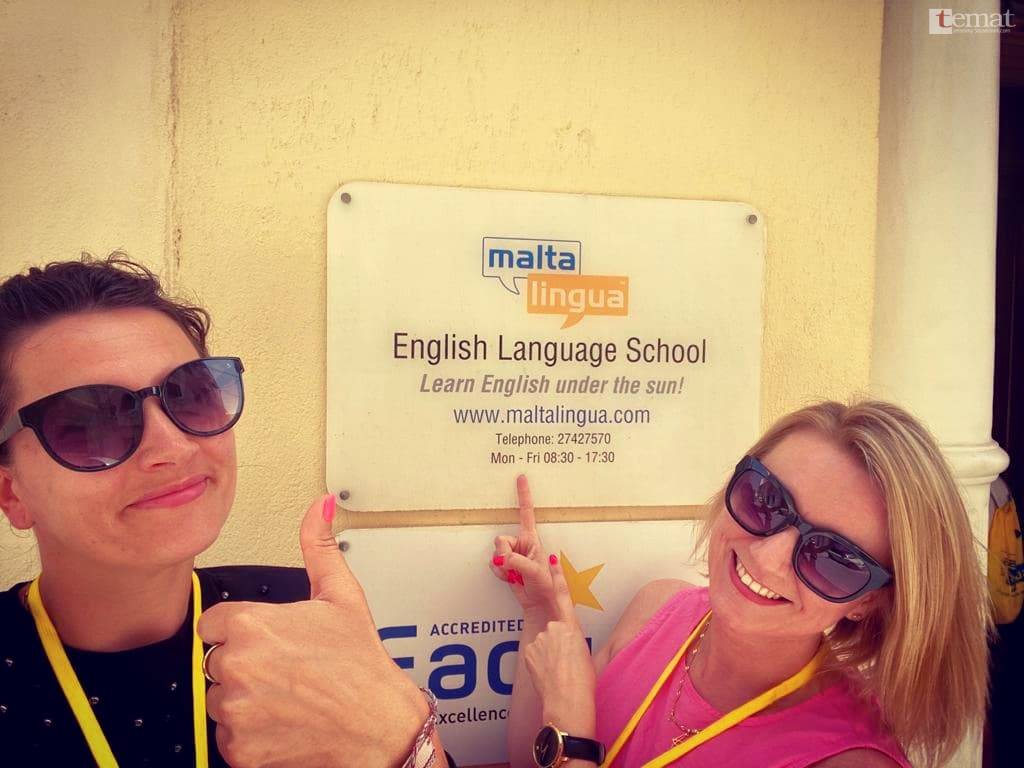 temat
malta
lingua
English Language School
Learn English under the sun!
www.maltalingua.com
Telephone: 27427570
Mon - Fri 08:30 - 17:30
ACCREDITED